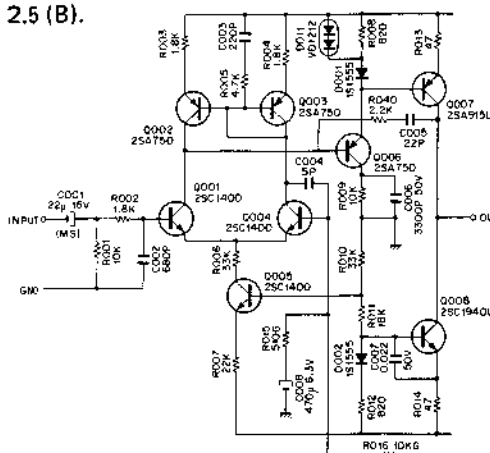 2.5 (B).
R003
1.8K
C003
220P
R004
1.8K
R005
4.7K
D011
VD1212
R008
820
D001
1S1555
R013
47
Q002
2SA750
Q003
2SA750
R040
2.2K
C005
22P
Q007
2SA915L
C004
5P
Q006
2SA750
C001
22μ 16V
(MS)
R002
1.8K
Q001
2SC1400
Q004
2SC1400
R009
10K
C006
3300P 50V
INPUT
R001
10K
C002
680P
R006
33K
R010
33K
OU
GND
Q005
2SC1400
R011
18K
Q008
2SC1940L
R015
510G
R007
22K
C008
470μ 6.3V
D002
1S1555
C007
0.022
50V
R012
820
R014
47
R016 10KG